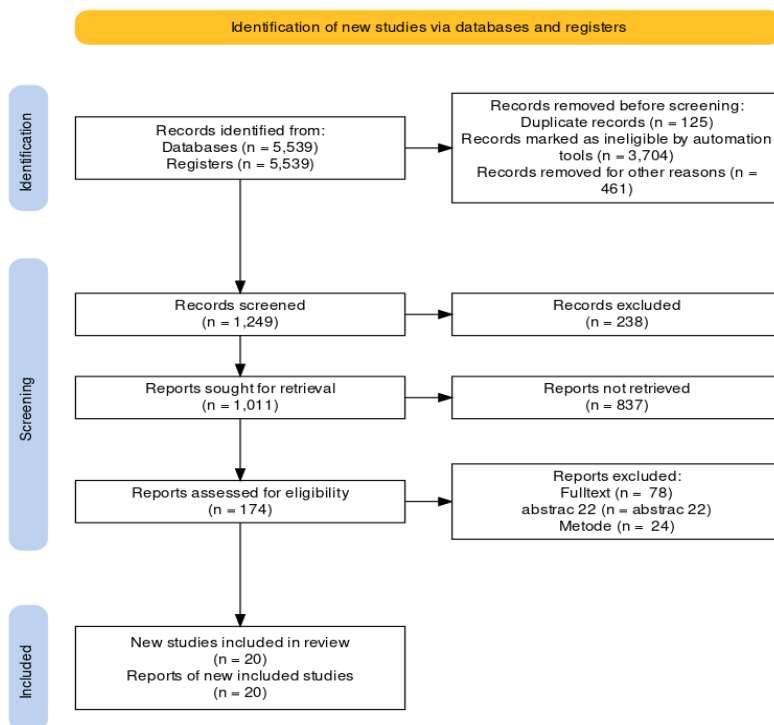 Identification of new studies via databases and registers
Identification
Records identified from:
Databases (n = 5,539)
Registers (n = 5,539)
Records removed before screening:
Duplicate records (n = 125)
Records marked as ineligible by automation
tools (n = 3,704)
Records removed for other reasons (n =
461)
Screening
Records screened
(n = 1,249)
Records excluded
(n = 238)
Reports sought for retrieval
(n = 1,011)
Reports not retrieved
(n = 837)
Reports assessed for eligibility
(n = 174)
Reports excluded:
Fulltext (n = 78)
abstrac 22 (n = abstrac 22)
Metode (n = 24)
Included
New studies included in review
(n = 20)
Reports of new included studies
(n = 20)